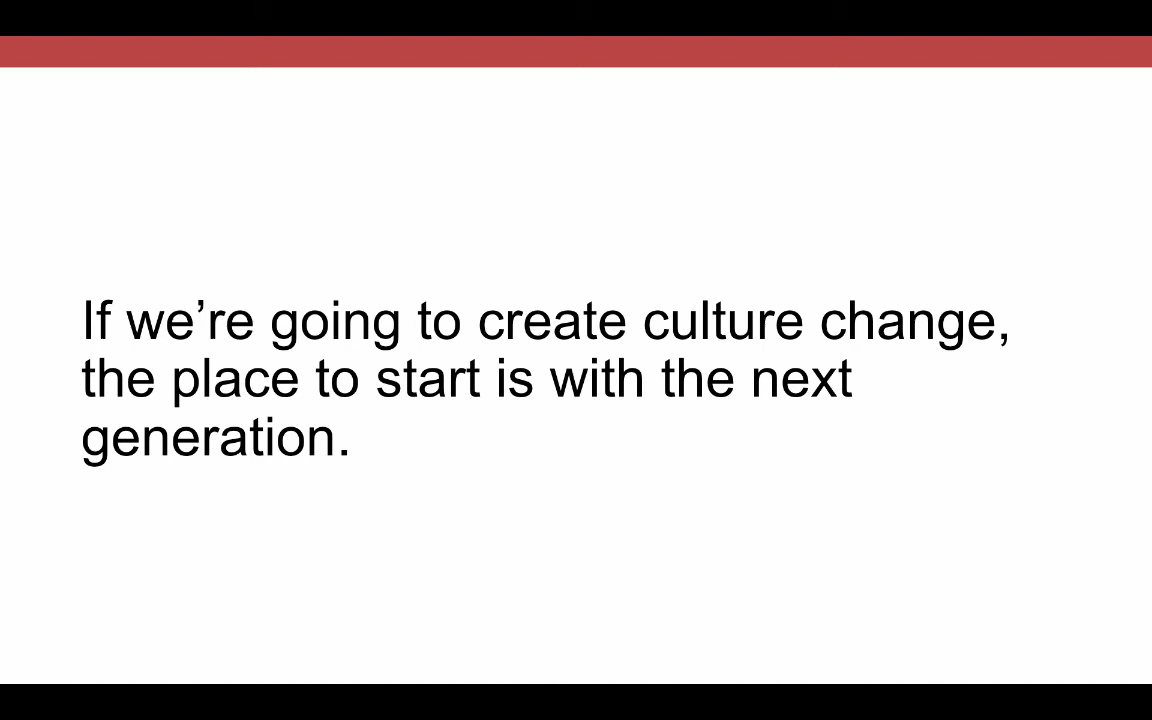 If we’re going to create culture change,
the place to start is with the next
generation.